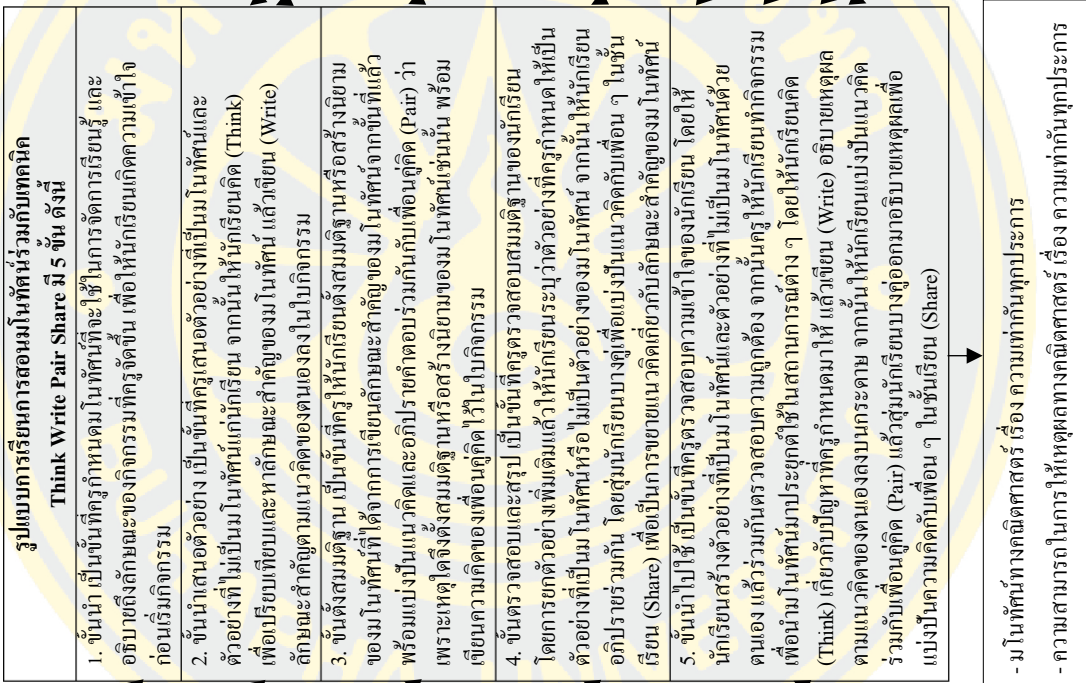 รูปแบบการเรียนการสอนมโนทัศน์ร่วมกับเทคนิค
Think Write Pair Share มี 5 ขั้น ดังนี้
1. ขั้นนำ เป็นขั้นที่ครูกำหนอมโนทัศน์ที่จะใช้ในการจัดการเรียนรู้ และ
อธิบายถึงลักษณะของกิจกรรมที่ครูจัดขึ้น เพื่อให้นักเรียนเกิดความเข้าใจ
ก่อนเริ่มกิจกรรม
2. ขั้นนำเสนอตัวอย่าง เป็นขั้นที่ครูเสนอตัวอย่างที่เป็นมโนทัศน์และ
ตัวอย่างที่ไม่เป็นมโนทัศน์แก่นักเรียน จากนั้นให้นักเรียนคิด (Think)
เพื่อเปรียบเทียบและหาลักษณะสำคัญของมโนทัศน์ แล้วเขียน (Write)
ลักษณะสำคัญตามแนวคิดของตนเองลงในใบกิจกรรม
3. ขั้นตั้งสมมติฐาน เป็นขั้นที่ครูให้นักเรียนตั้งสมมติฐานหรือสร้างนิยาม
ของมโนทัศน์ที่ได้จากการเขียนลักษณะสำคัญของมโนทัศน์จากขั้นที่แล้ว
พร้อมแบ่งปันแนวคิดและอภิปรายคำตอบร่วมกันกับเพื่อนคู่คิด (Pair) ว่า
เพราะเหตุใดจึงตั้งสมมติฐานหรือสร้างนิยามของมโนทัศน์เช่นนั้น พร้อม
เขียนความคิดของเพื่อนคู่คิดไว้ในใบกิจกรรม
4. ขั้นตรวจสอบและสรุป เป็นขั้นที่ครูตรวจสอบสมมติฐานของนักเรียน
โดยการยกตัวอย่างเพิ่มเติมแล้วให้นักเรียนระบุว่าตัวอย่างที่ครูกำหนดให้เป็น
ตัวอย่างที่เป็นมโนทัศน์หรือไม่เป็นตัวอย่างของมโนทัศน์ จากนั้นให้นักเรียน
อภิปรายร่วมกัน โดยสุ่มนักเรียนบางคู่เพื่อแบ่งปันแนวคิดกับเพื่อน ๆ ในชั้น
เรียน (Share) เพื่อเป็นการขยายแนวคิดเกี่ยวกับลักษณะสำคัญของมโนทัศน์
5. ขั้นนำไปใช้ เป็นขั้นที่ครูตรวจสอบความเข้าใจของนักเรียน โดยให้
นักเรียนสร้างตัวอย่างที่เป็นมโนทัศน์และตัวอย่างที่ไม่เป็นมโนทัศน์ด้วย
ตนเอง แล้วร่วมกันตรวจสอบความถูกต้อง จากนั้นครูให้นักเรียนทำกิจกรรม
เพื่อนำมโนทัศน์มาประยุกต์ใช้ในสถานการณ์ต่าง ๆ โดยให้นักเรียนคิด
(Think) เกี่ยวกับปัญหาที่ครูกำหนดมาให้ แล้วเขียน (Write) อธิบายเหตุผล
ตามแนวคิดของตนเองลงบนกระดาษ จากนั้นให้นักเรียนแบ่งปันแนวคิด
ร่วมกับเพื่อนคู่คิด (Pair) แล้วสุ่มนักเรียนบางคู่ออกมาอธิบายเหตุผลเพื่อ
แบ่งปันความคิดกับเพื่อน ๆ ในชั้นเรียน (Share)
- มโนทัศน์ทางคณิตศาสตร์ เรื่อง ความเท่ากันทุกประการ
- ความสามารถในการให้เหตุผลทางคณิตศาสตร์ เรื่อง ความเท่ากันทุกประการ